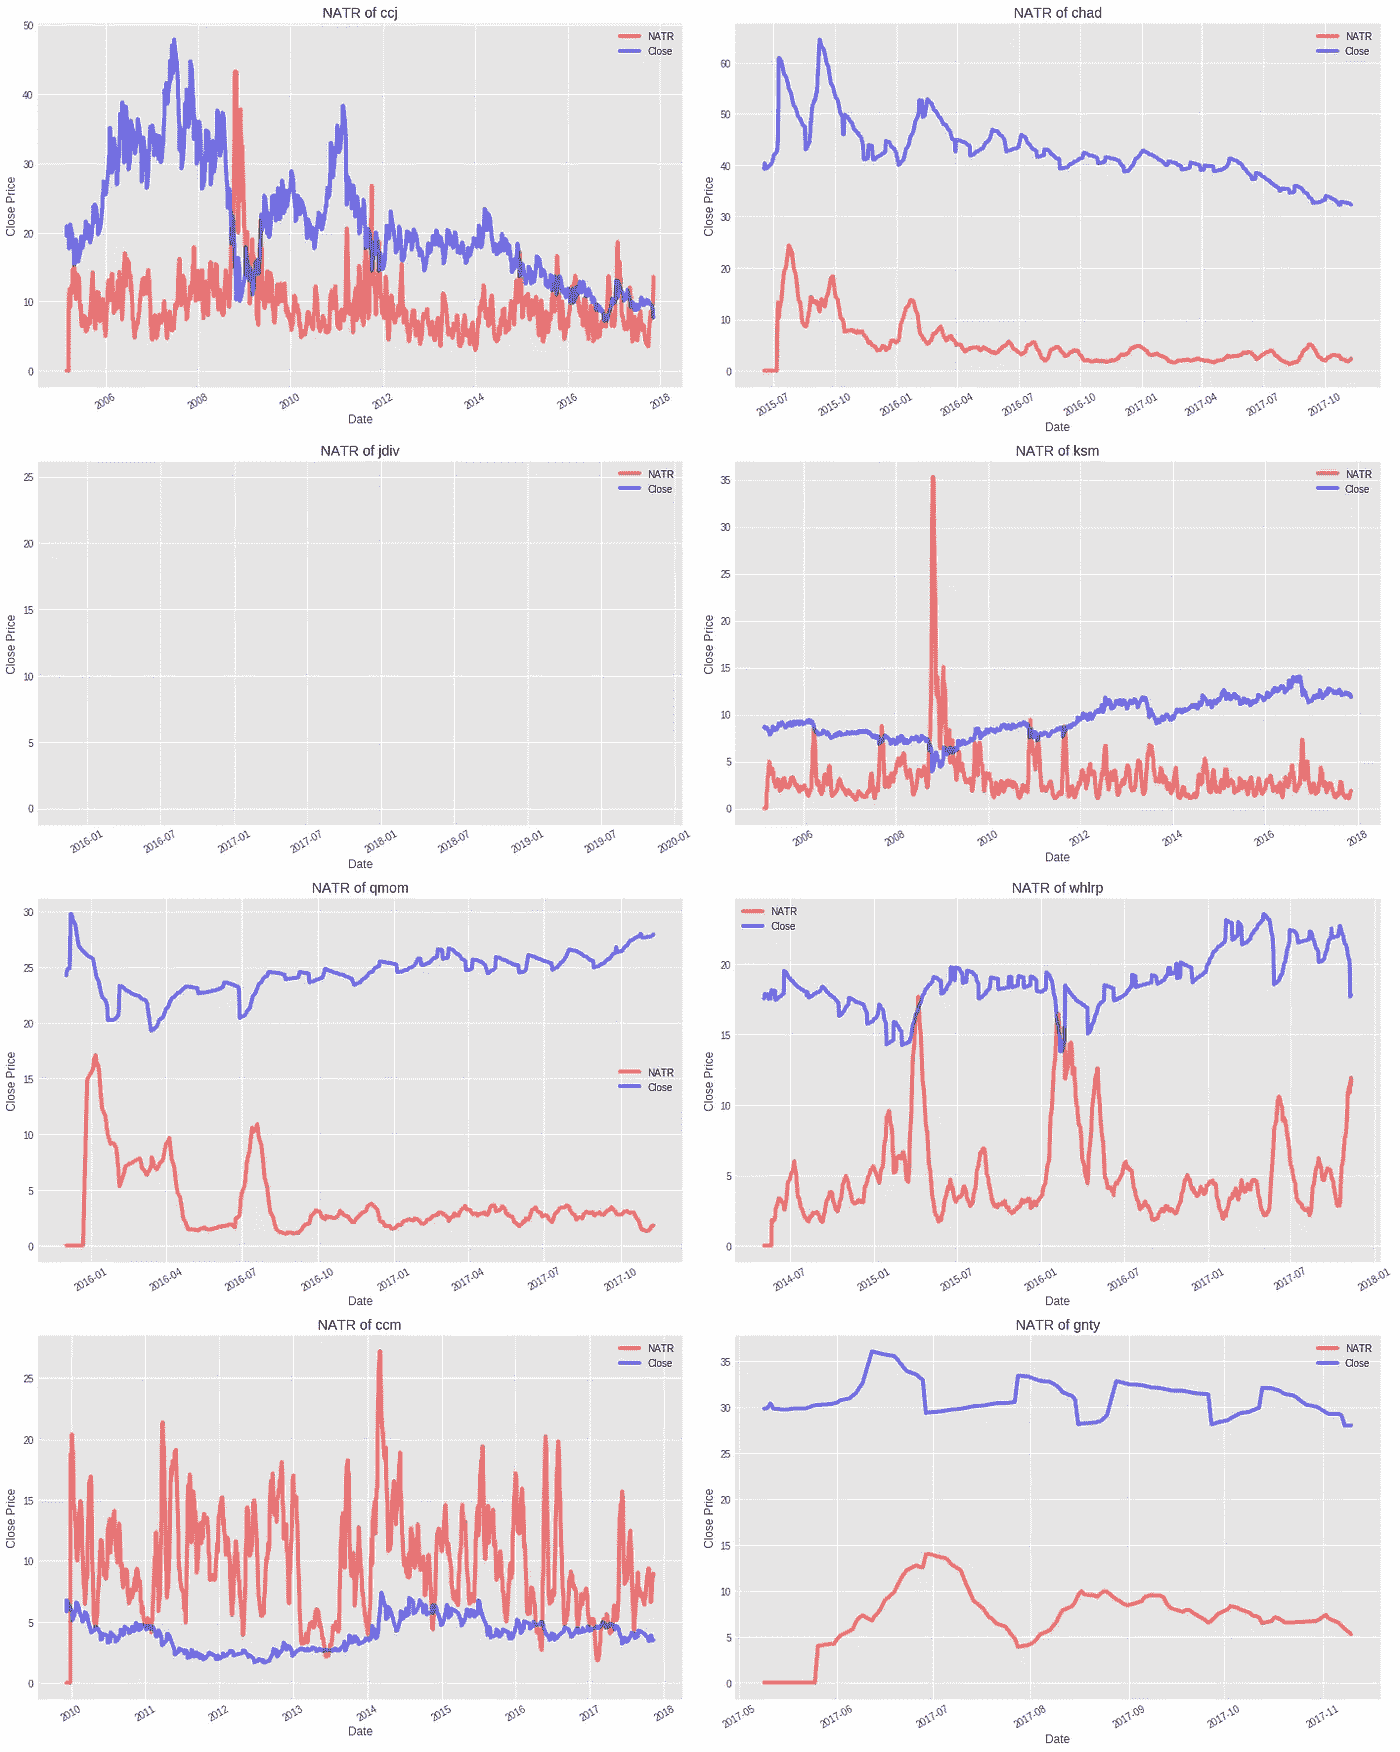 NATR of ccj
NATR
Close
50
40
30
20
10
0
Close Price
2006
2008
2010
2012
2014
2016
2018
Date
NATR of chad
NATR
Close
60
50
40
30
20
10
0
Close Price
2015-07
2015-10
2016-01
2016-04
2016-07
2016-10
2017-01
2017-04
2017-07
2017-10
Date
NATR of jdiv
NATR
Close
25
20
15
10
5
0
Close Price
2016-01
2016-07
2017-01
2017-07
2018-01
2018-07
2019-01
2019-07
2020-01
Date
NATR of ksm
NATR
Close
35
30
25
20
15
10
5
0
Close Price
2006
2008
2010
2012
2014
2016
2018
Date
NATR of qmom
30
25
20
15
10
5
0
NATR
Close
Close Price
2016-01
2016-04
2016-07
2016-10
2017-01
2017-04
2017-07
2017-10
Date
NATR of whlrp
NATR
Close
20
15
10
5
0
Close Price
2014-07
2015-01
2015-07
2016-01
2016-07
2017-01
2017-07
2018-01
Date
NATR of ccm
NATR
Close
25
20
15
10
5
0
Close Price
2010
2011
2012
2013
2014
2015
2016
2017
2018
Date
NATR of gnty
NATR
Close
35
30
25
20
15
10
5
0
Close Price
2017-05
2017-06
2017-07
2017-08
2017-09
2017-10
2017-11
Date